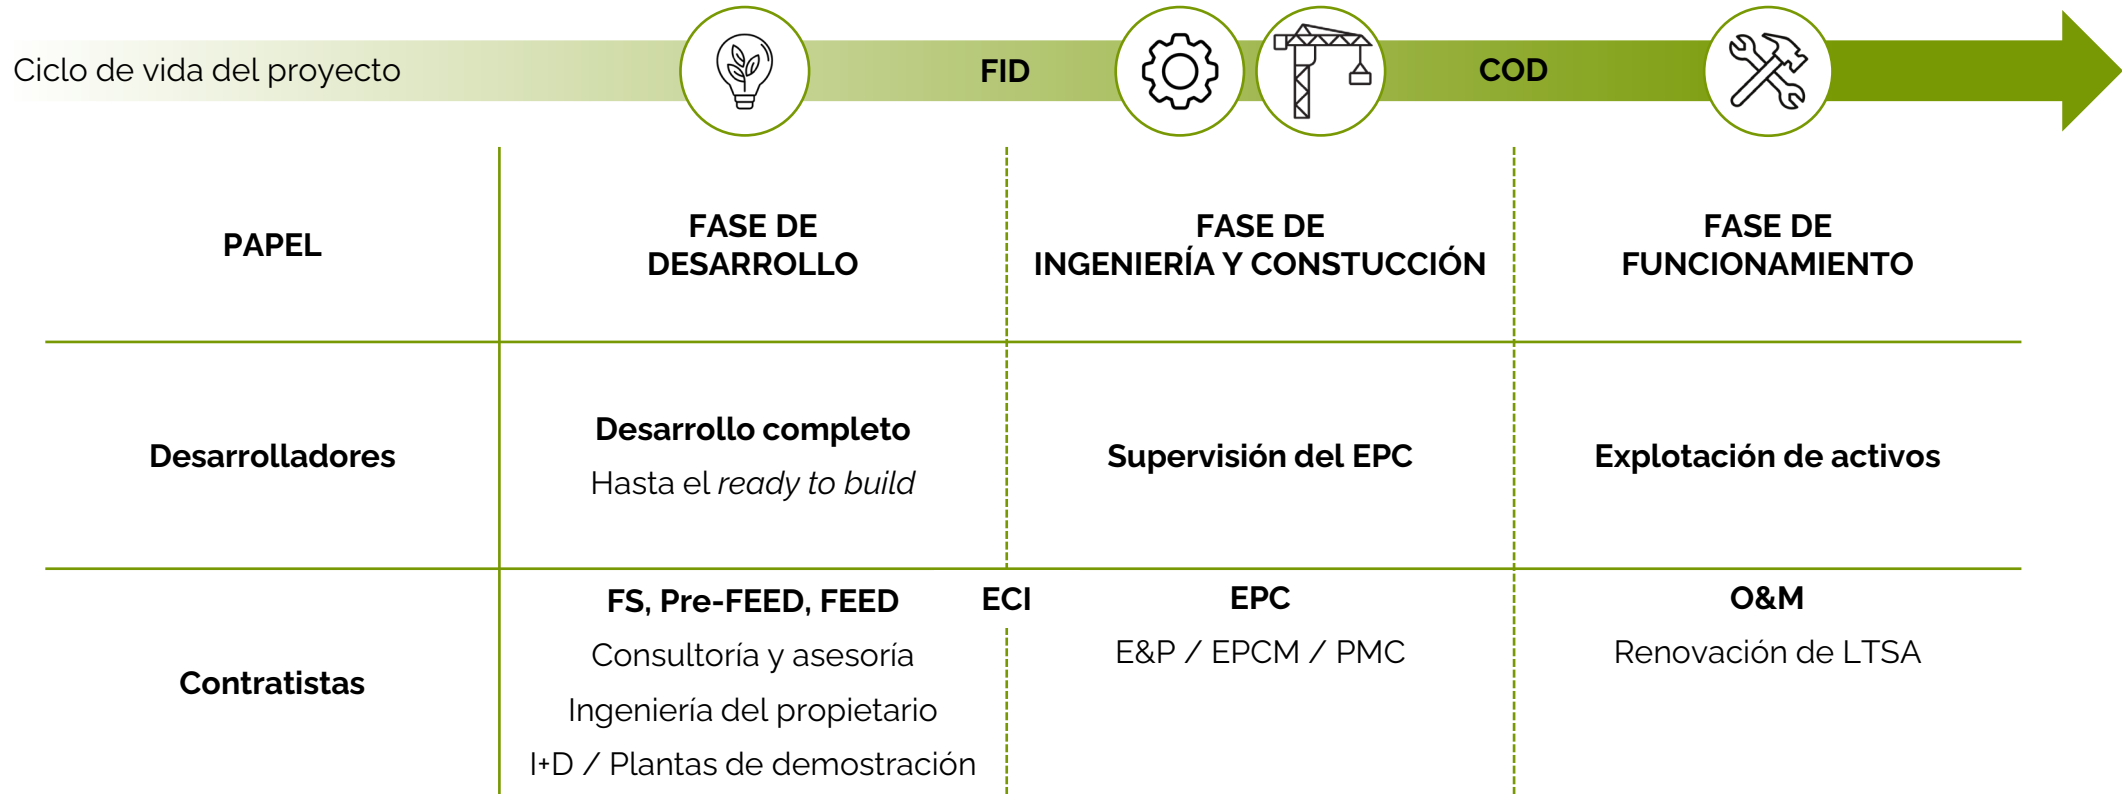 Ciclo de vida del proyecto
FID
COD
PAPEL
FASE DE
DESARROLLO
FASE DE
INGENIERÍA Y CONSTUCCIÓN
FASE DE
FUNCIONAMIENTO
Desarrolladores
Desarrollo completo
Hasta el ready to build
Supervisión del EPC
Explotación de activos
Contratistas
FS, Pre-FEED, FEED
Consultoría y asesoría
Ingeniería del propietario
I+D / Plantas de demostración
ECI
EPC
E&P / EPCM / PMC
O&M
Renovación de LTSA